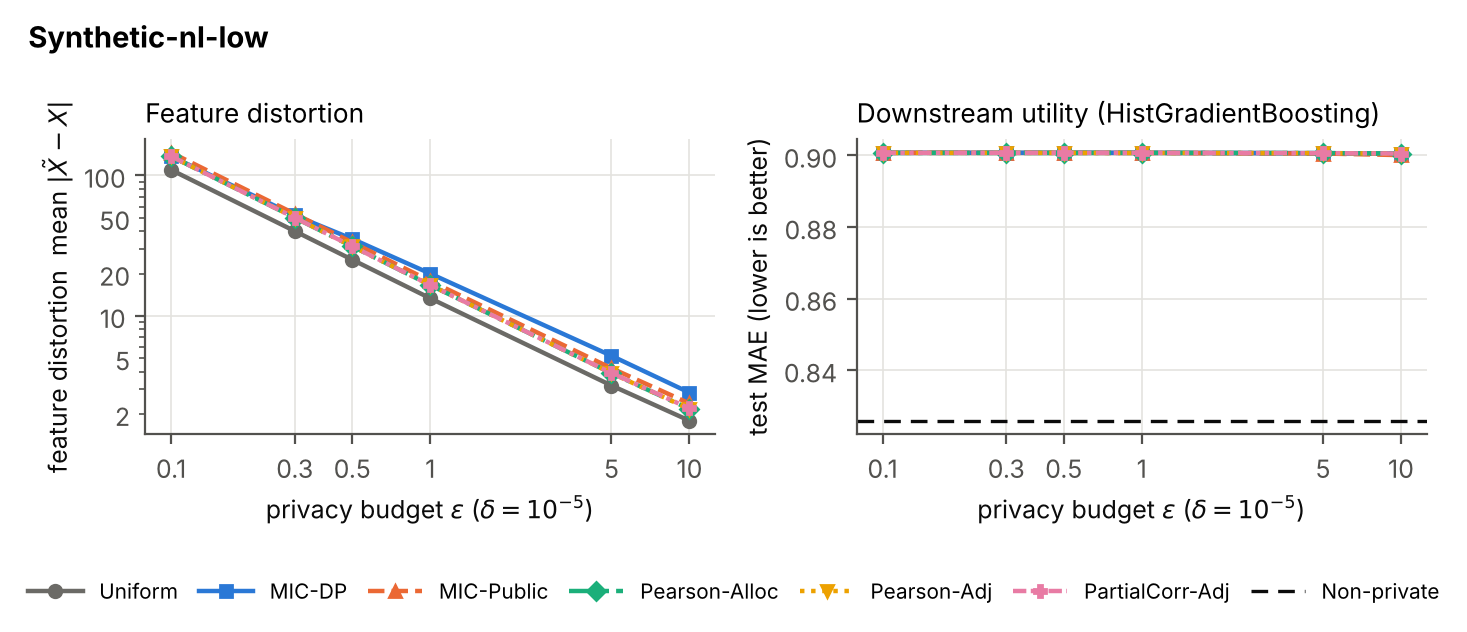 Synthetic-nl-low
Feature distortion
feature distortion mean |X̃ − X|
100
50
20
10
5
2
0.1 0.3 0.5 1 5 10
privacy budget ε (δ = 10⁻⁵)
Downstream utility (HistGradientBoosting)
test MAE (lower is better)
0.90
0.88
0.86
0.84
0.1 0.3 0.5 1 5 10
privacy budget ε (δ = 10⁻⁵)
Uniform MIC-DP MIC-Public Pearson-Alloc Pearson-Adj PartialCorr-Adj Non-private